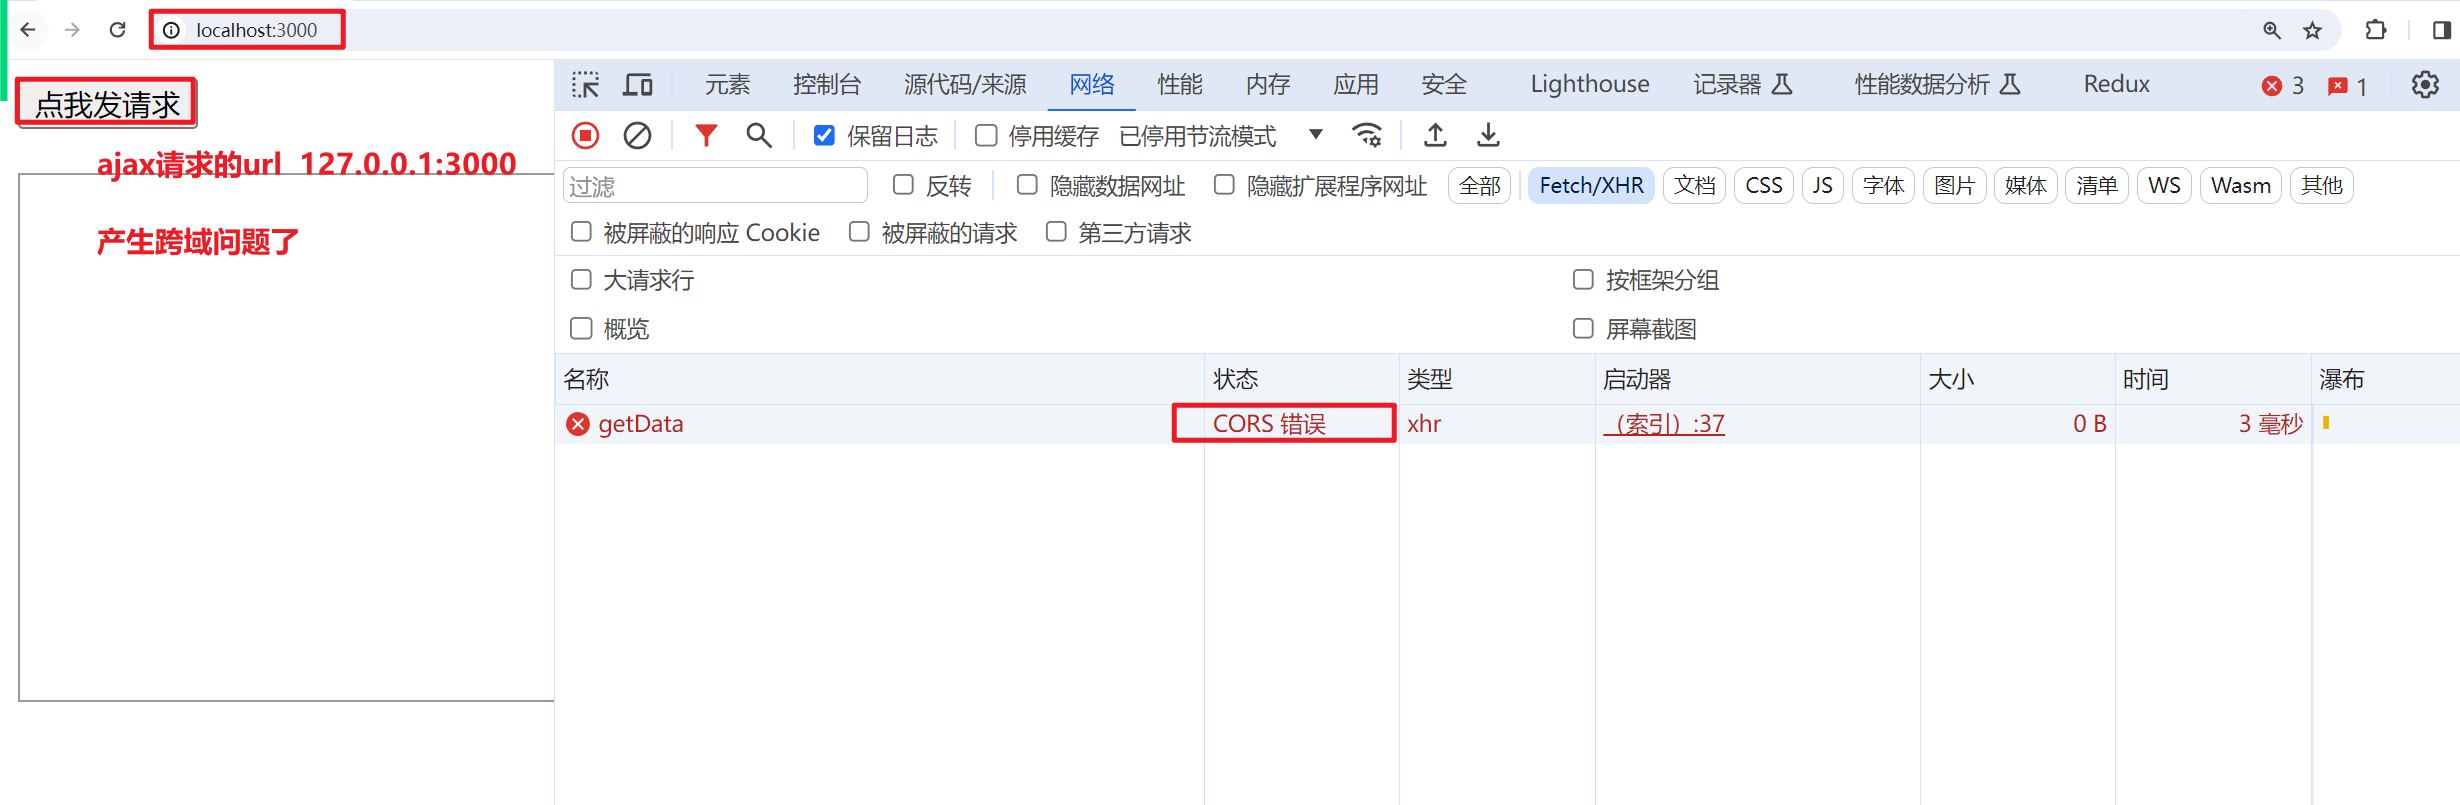 localhost:3000
点我发请求
ajax请求的url 127.0.0.1:3000
产生跨域问题了
元素 控制台 源代码/来源 网络 性能 内存 应用 安全 Lighthouse 记录器 性能数据分析 Redux 3 1
保留日志 停用缓存 已停用节流模式
过滤 反转 隐藏数据网址 隐藏扩展程序网址 全部 Fetch/XHR 文档 CSS JS 字体 图片 媒体 清单 WS Wasm 其他
被屏蔽的响应 Cookie 被屏蔽的请求 第三方请求
大请求行 按框架分组
概览 屏幕截图
名称 状态 类型 启动器 大小 时间 瀑布
getData CORS 错误 xhr （索引）:37 0 B 3 毫秒